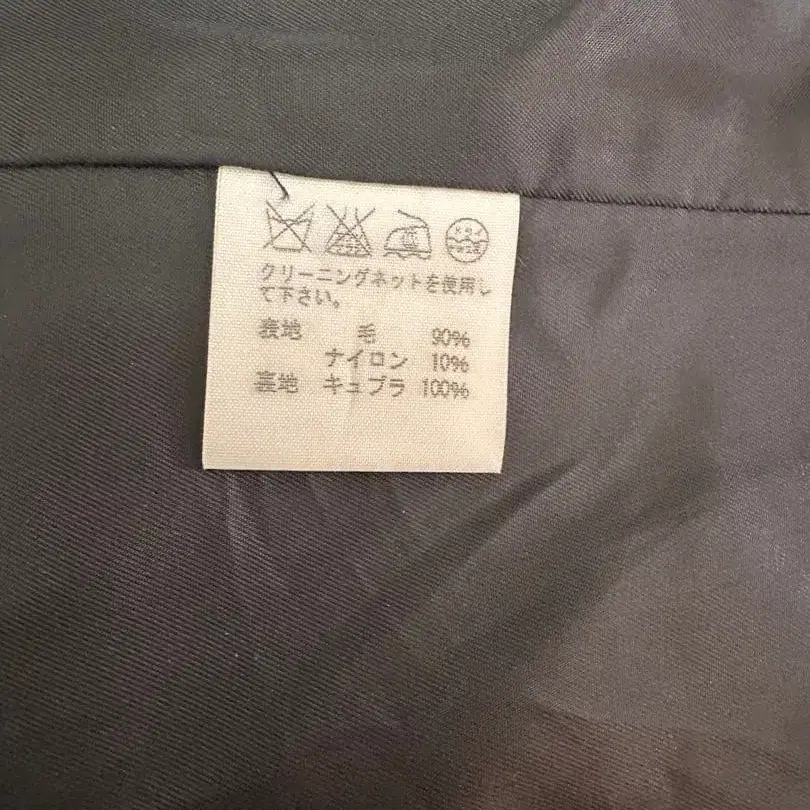 クリーニングネットを使用し
て下さい。
表地 毛 90%
ナイロン 10%
裏地 キュプラ 100%